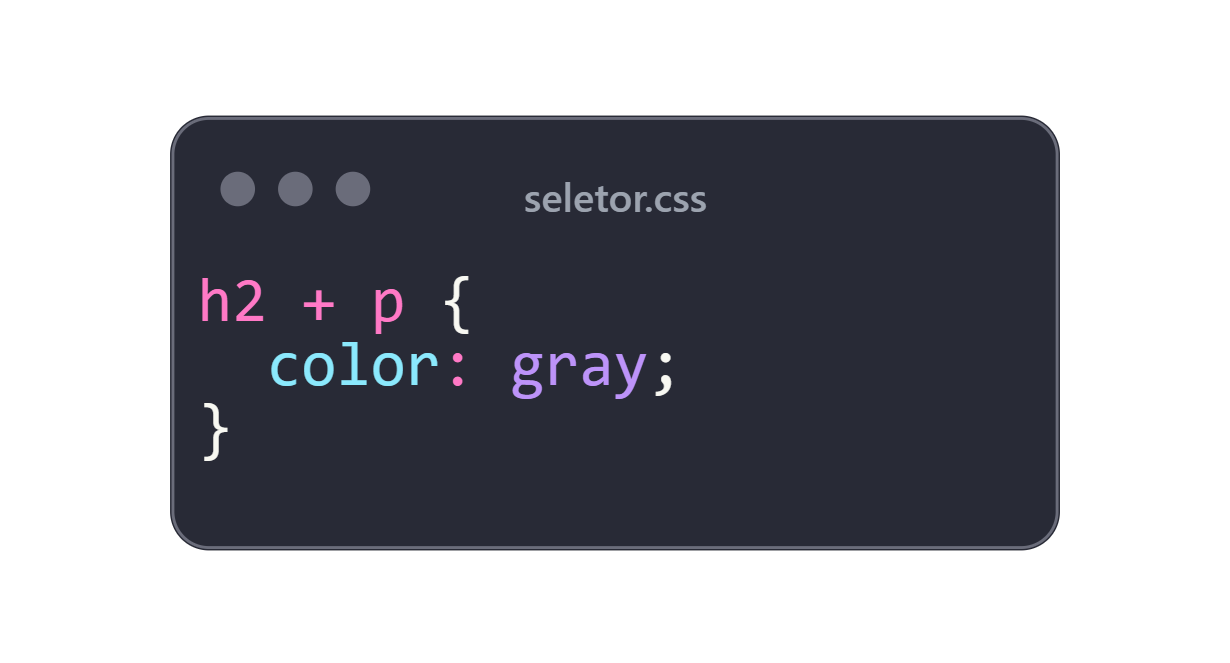 seletor.css
h2 + p {
  color: gray;
}